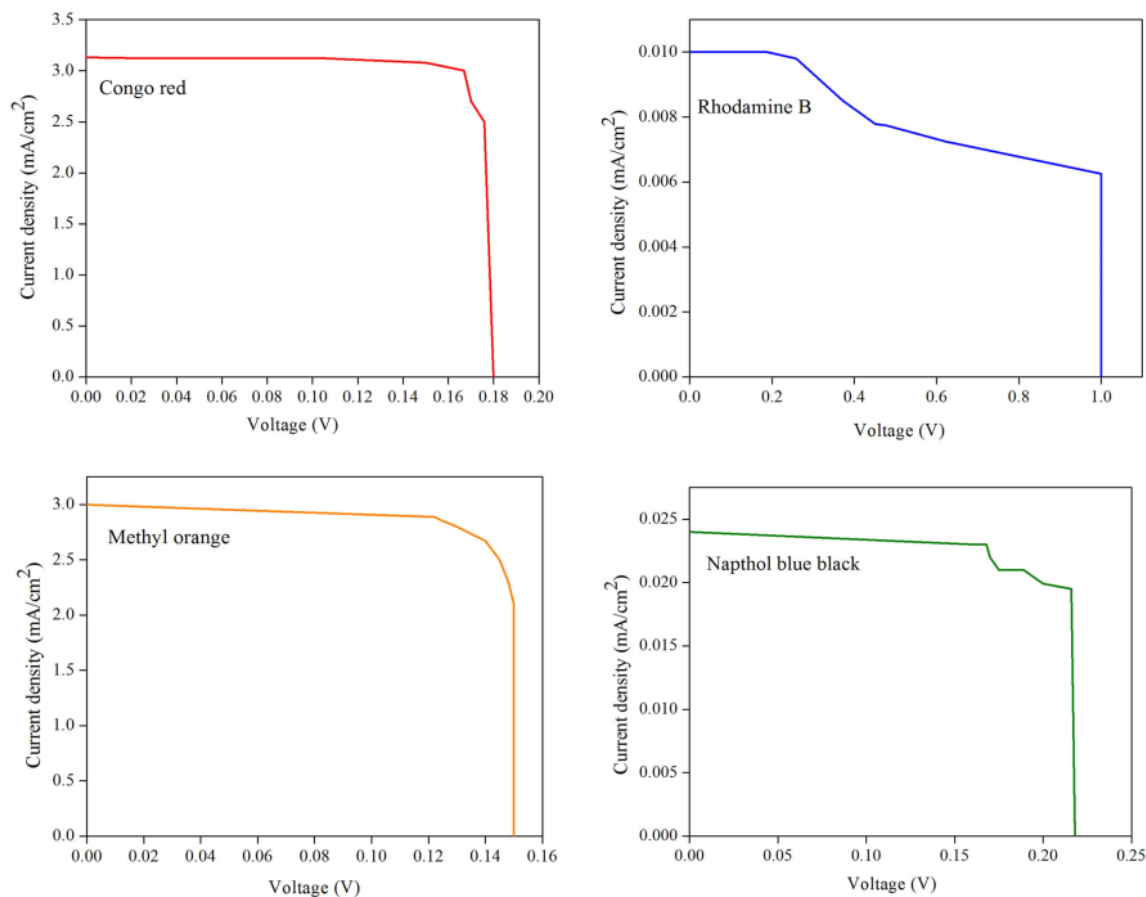 3.5
3.0
2.5
2.0
1.5
1.0
0.5
0.0
Current density (mA/cm2)
Congo red
0.00 0.02 0.04 0.06 0.08 0.10 0.12 0.14 0.16 0.18 0.20
Voltage (V)
0.010
0.008
0.006
0.004
0.002
0.000
Current density (mA/cm2)
Rhodamine B
0.0 0.2 0.4 0.6 0.8 1.0
Voltage (V)
3.0
2.5
2.0
1.5
1.0
0.5
0.0
Current density (mA/cm2)
Methyl orange
0.00 0.02 0.04 0.06 0.08 0.10 0.12 0.14 0.16
Voltage (V)
0.025
0.020
0.015
0.010
0.005
0.000
Current density (mA/cm2)
Napthol blue black
0.00 0.05 0.10 0.15 0.20 0.25
Voltage (V)